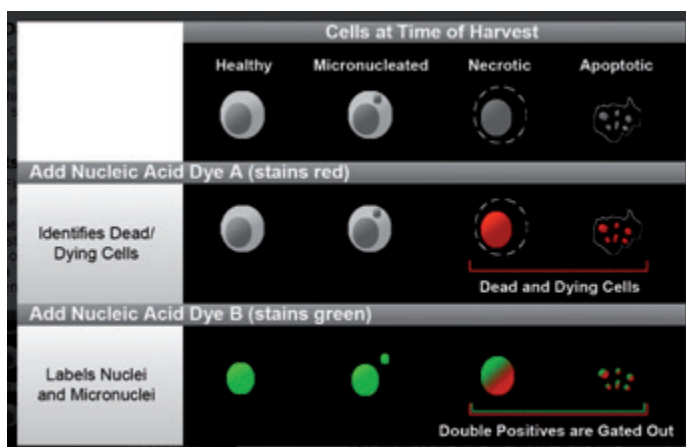 Cells at Time of Harvest
Healthy Micronucleated Necrotic Apoptotic
Add Nucleic Acid Dye A (stains red)
Identifies Dead/
Dying Cells
Dead and Dying Cells
Add Nucleic Acid Dye B (stains green)
Labels Nuclei
and Micronuclei
Double Positives are Gated Out